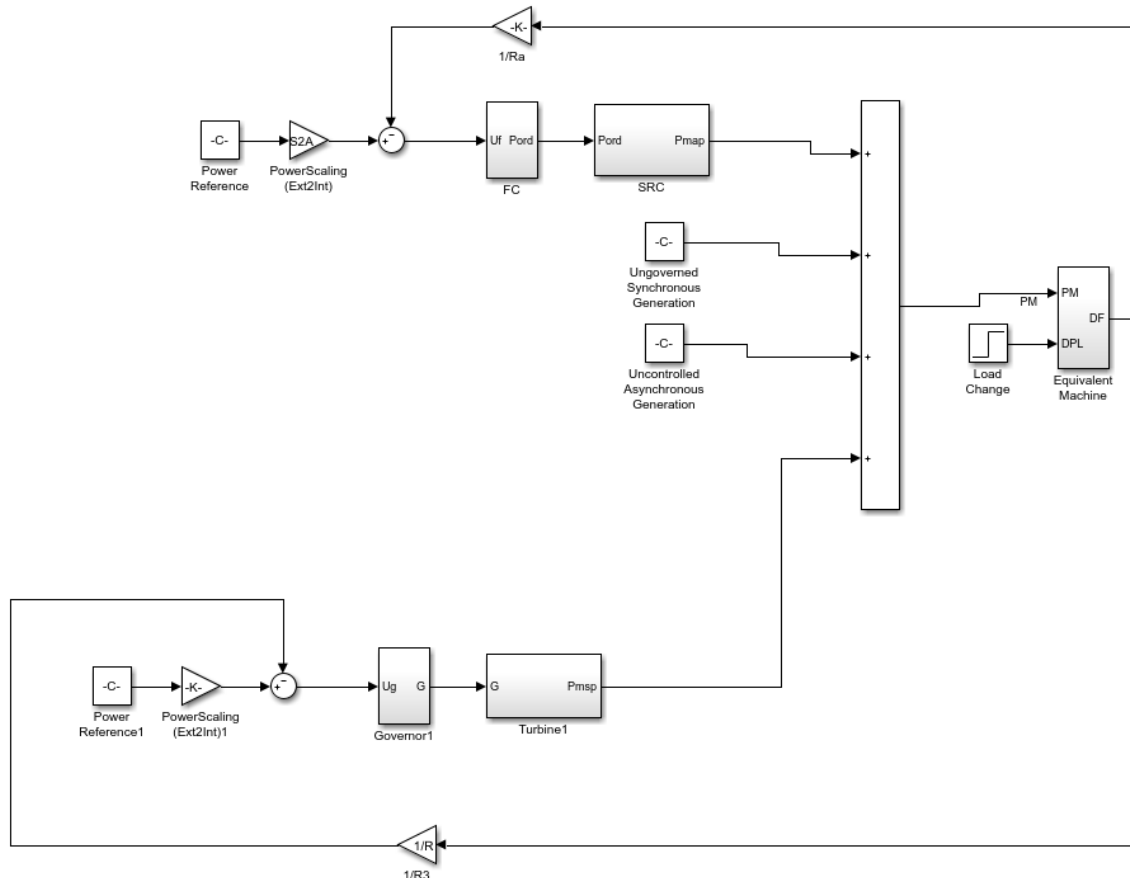 -K-
1/Ra
-C-
Power
Reference
S2A
PowerScaling
(Ext2Int)
+
−
Uf Pord
FC
Pord Pmap
SRC
-C-
Ungoverned
Synchronous
Generation
-C-
Uncontrolled
Asynchronous
Generation
+
+
+
+
PM
Load
Change
PM
DF
DPL
Equivalent
Machine
-C-
Power
Reference1
-K-
PowerScaling
(Ext2Int)1
+
−
Ug G
Governor1
G Pmsp
Turbine1
1/R
1/R3